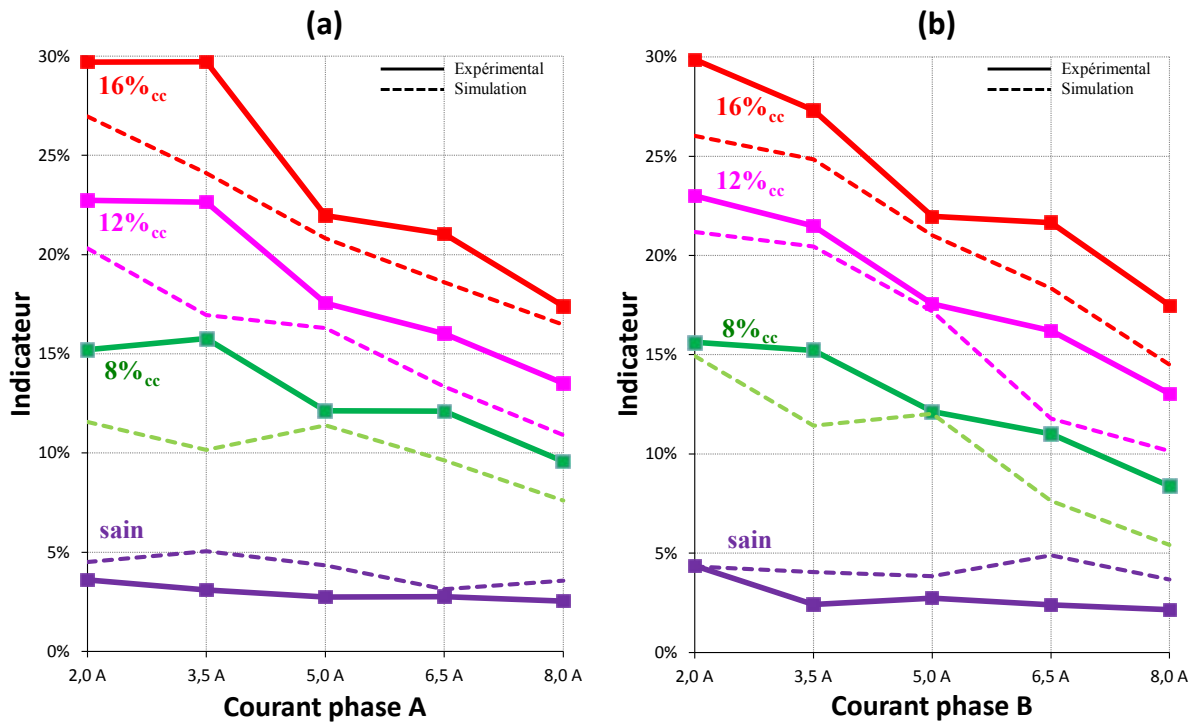 (a)
30%
25%
20%
15%
10%
5%
0%
Indicateur
Expérimental
Simulation
16%cc
12%cc
8%cc
sain
2,0 A
3,5 A
5,0 A
6,5 A
8,0 A
Courant phase A
(b)
30%
25%
20%
15%
10%
5%
0%
Indicateur
Expérimental
Simulation
16%cc
12%cc
8%cc
sain
2,0 A
3,5 A
5,0 A
6,5 A
8,0 A
Courant phase B